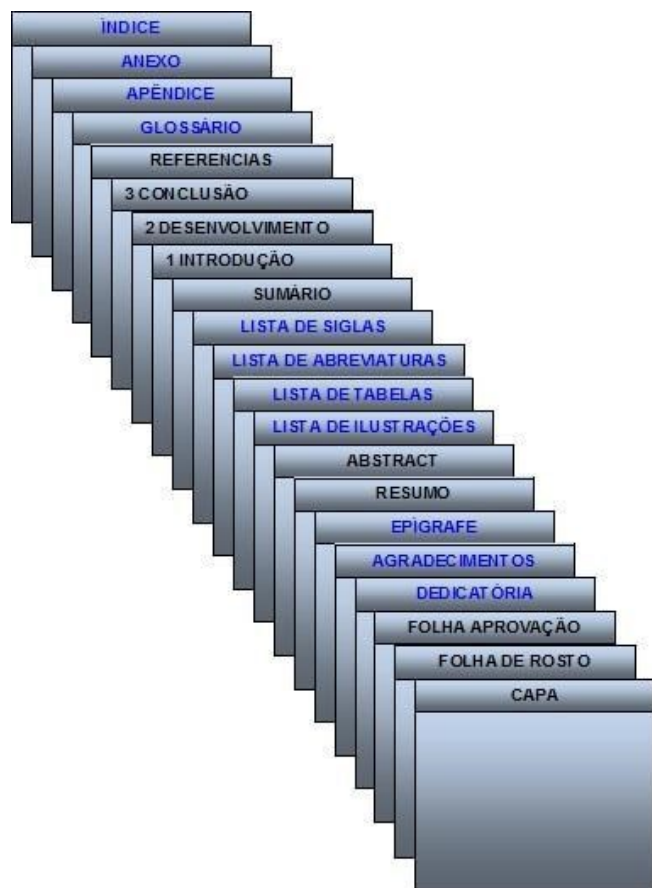 ÍNDICE
ANEXO
APÊNDICE
GLOSSÁRIO
REFERENCIAS
3 CONCLUSÃO
2 DESENVOLVIMENTO
1 INTRODUÇÃO
SUMÁRIO
LISTA DE SIGLAS
LISTA DE ABREVIATURAS
LISTA DE TABELAS
LISTA DE ILUSTRAÇÕES
ABSTRACT
RESUMO
EPÍGRAFE
AGRADECIMENTOS
DEDICATÓRIA
FOLHA APROVAÇÃO
FOLHA DE ROSTO
CAPA